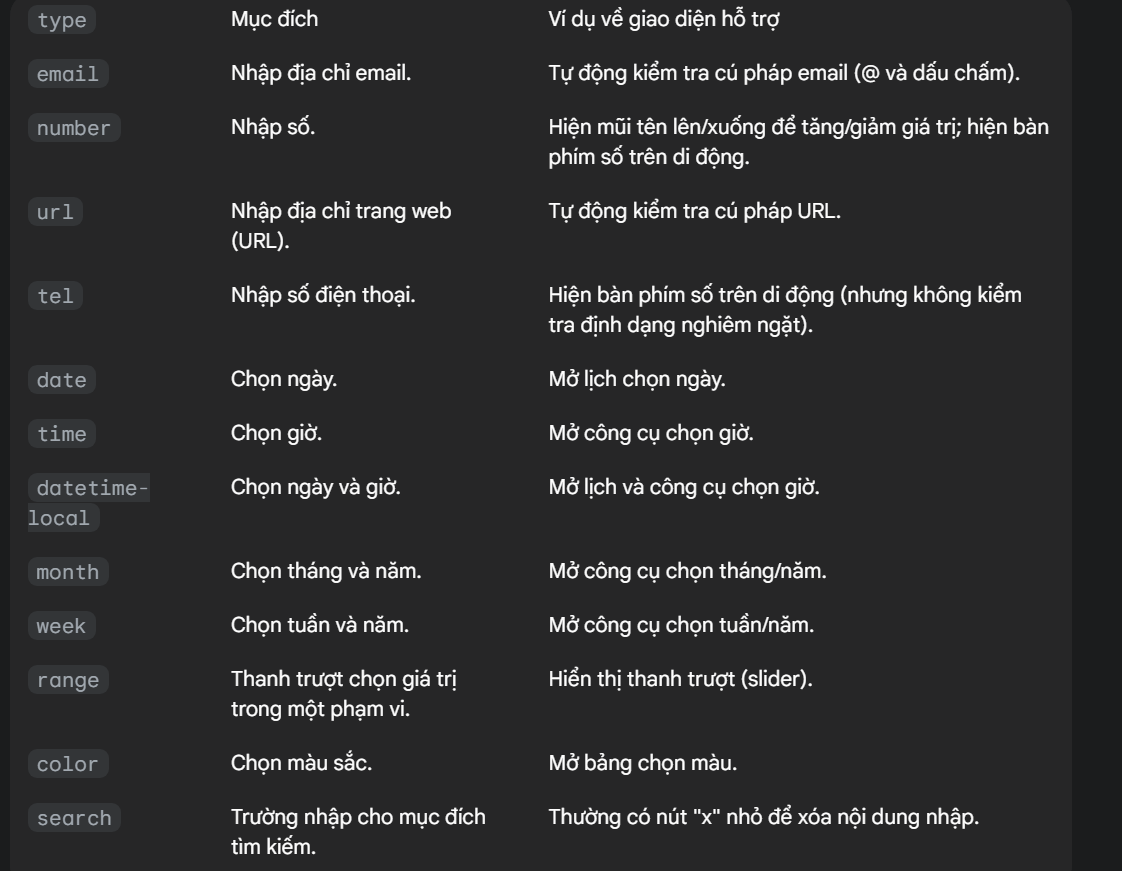 type Mục đích Ví dụ về giao diện hỗ trợ
email Nhập địa chỉ email. Tự động kiểm tra cú pháp email (@ và dấu chấm).
number Nhập số. Hiện mũi tên lên/xuống để tăng/giảm giá trị; hiện bàn
phím số trên di động.
url Nhập địa chỉ trang web Tự động kiểm tra cú pháp URL.
(URL).
tel Nhập số điện thoại. Hiện bàn phím số trên di động (nhưng không kiểm
tra định dạng nghiêm ngặt).
date Chọn ngày. Mở lịch chọn ngày.
time Chọn giờ. Mở công cụ chọn giờ.
datetime- Chọn ngày và giờ. Mở lịch và công cụ chọn giờ.
local
month Chọn tháng và năm. Mở công cụ chọn tháng/năm.
week Chọn tuần và năm. Mở công cụ chọn tuần/năm.
range Thanh trượt chọn giá trị Hiển thị thanh trượt (slider).
trong một phạm vi.
color Chọn màu sắc. Mở bảng chọn màu.
search Trường nhập cho mục đích Thường có nút "x" nhỏ để xóa nội dung nhập.
tìm kiếm.